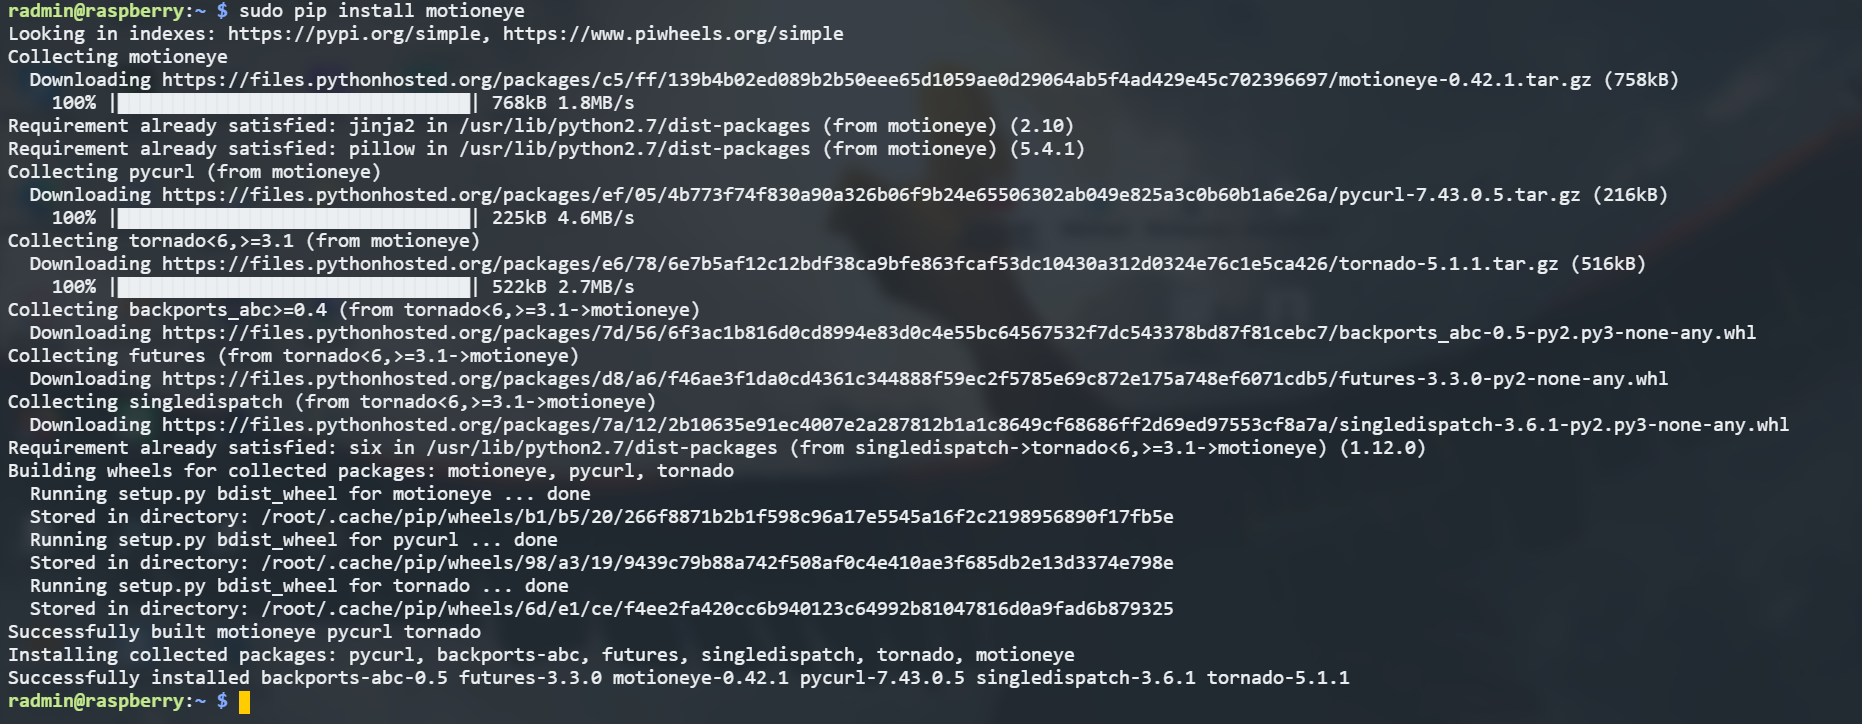 radmin@raspberry:~ $ sudo pip install motioneye
Looking in indexes: https://pypi.org/simple, https://www.piwheels.org/simple
Collecting motioneye
  Downloading https://files.pythonhosted.org/packages/c5/ff/139b4b02ed089b2b50eee65d1059ae0d29064ab5f4ad429e45c702396697/motioneye-0.42.1.tar.gz (758kB)
    100% |████████████████████████████████| 768kB 1.8MB/s
Requirement already satisfied: jinja2 in /usr/lib/python2.7/dist-packages (from motioneye) (2.10)
Requirement already satisfied: pillow in /usr/lib/python2.7/dist-packages (from motioneye) (5.4.1)
Collecting pycurl (from motioneye)
  Downloading https://files.pythonhosted.org/packages/ef/05/4b773f74f830a90a326b06f9b24e65506302ab049e825a3c0b60b1a6e26a/pycurl-7.43.0.5.tar.gz (216kB)
    100% |████████████████████████████████| 225kB 4.6MB/s
Collecting tornado<6,>=3.1 (from motioneye)
  Downloading https://files.pythonhosted.org/packages/e6/78/6e7b5af12c12bdf38ca9bfe863fcaf53dc10430a312d0324e76c1e5ca426/tornado-5.1.1.tar.gz (516kB)
    100% |████████████████████████████████| 522kB 2.7MB/s
Collecting backports_abc>=0.4 (from tornado<6,>=3.1->motioneye)
  Downloading https://files.pythonhosted.org/packages/7d/56/6f3ac1b816d0cd8994e83d0c4e55bc64567532f7dc543378bd87f81cebc7/backports_abc-0.5-py2.py3-none-any.whl
Collecting futures (from tornado<6,>=3.1->motioneye)
  Downloading https://files.pythonhosted.org/packages/d8/a6/f46ae3f1da0cd4361c344888f59ec2f5785e69c872e175a748ef6071cdb5/futures-3.3.0-py2-none-any.whl
Collecting singledispatch (from tornado<6,>=3.1->motioneye)
  Downloading https://files.pythonhosted.org/packages/7a/12/2b10635e91ec4007e2a287812b1a1c8649cf68686ff2d69ed97553cf8a7a/singledispatch-3.6.1-py2.py3-none-any.whl
Requirement already satisfied: six in /usr/lib/python2.7/dist-packages (from singledispatch->tornado<6,>=3.1->motioneye) (1.12.0)
Building wheels for collected packages: motioneye, pycurl, tornado
  Running setup.py bdist_wheel for motioneye ... done
  Stored in directory: /root/.cache/pip/wheels/b1/b5/20/266f8871b2b1f598c96a17e5545a16f2c2198956890f17fb5e
  Running setup.py bdist_wheel for pycurl ... done
  Stored in directory: /root/.cache/pip/wheels/98/a3/19/9439c79b88a742f508af0c4e410ae3f685db2e13d3374e798e
  Running setup.py bdist_wheel for tornado ... done
  Stored in directory: /root/.cache/pip/wheels/6d/e1/ce/f4ee2fa420cc6b940123c64992b81047816d0a9fad6b879325
Successfully built motioneye pycurl tornado
Installing collected packages: pycurl, backports-abc, futures, singledispatch, tornado, motioneye
Successfully installed backports-abc-0.5 futures-3.3.0 motioneye-0.42.1 pycurl-7.43.0.5 singledispatch-3.6.1 tornado-5.1.1
radmin@raspberry:~ $